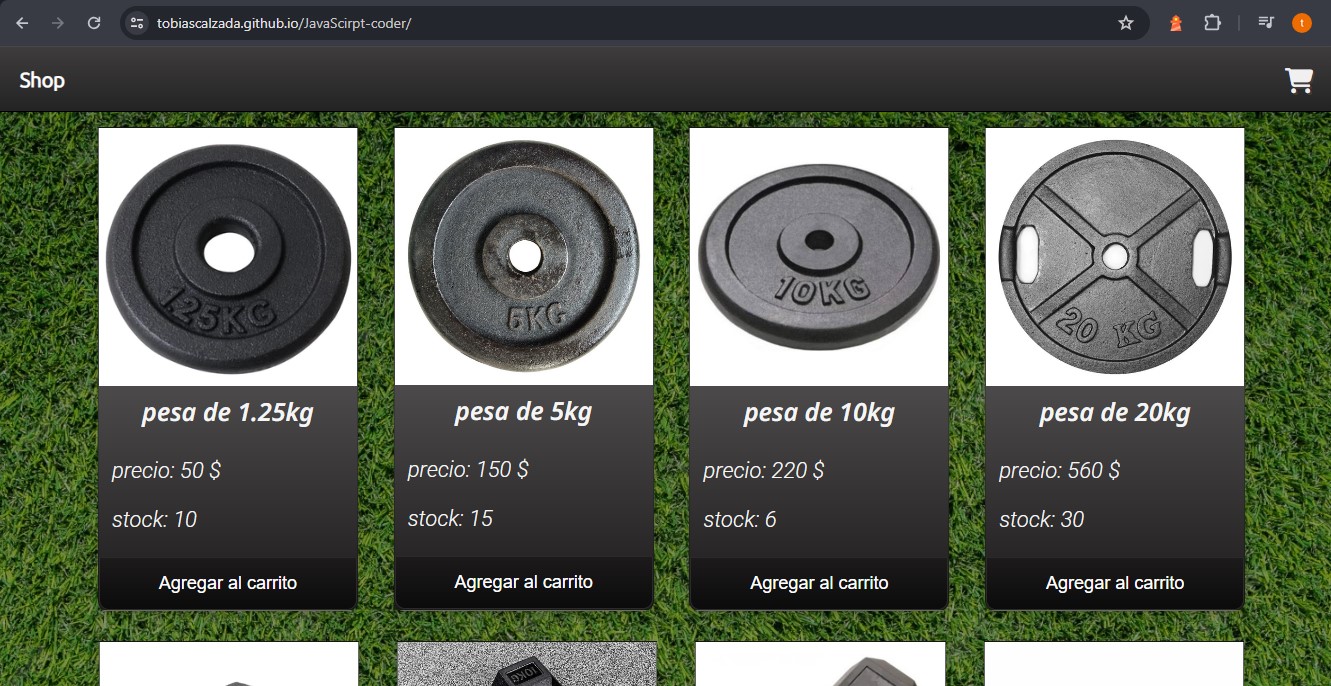 tobiascalzada.github.io/JavaScirpt-coder/
t
Shop
1.25KG
5KG
10KG
20 KG
pesa de 1.25kg
pesa de 5kg
pesa de 10kg
pesa de 20kg
precio: 50 $
precio: 150 $
precio: 220 $
precio: 560 $
stock: 10
stock: 15
stock: 6
stock: 30
Agregar al carrito
Agregar al carrito
Agregar al carrito
Agregar al carrito
10KG